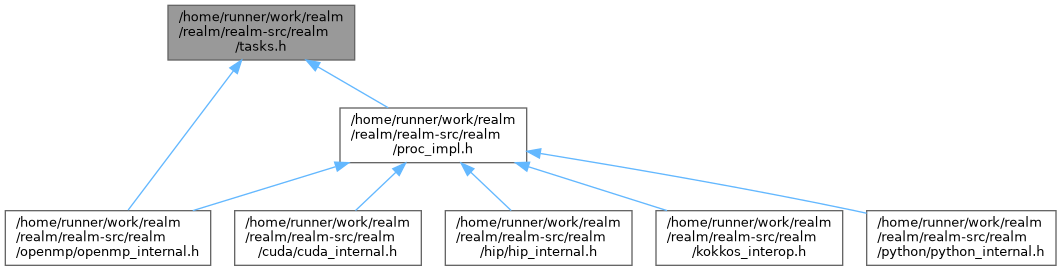 /home/runner/work/realm
/realm/realm-src/realm
/tasks.h
/home/runner/work/realm
/realm/realm-src/realm
/proc_impl.h
/home/runner/work/realm
/realm/realm-src/realm
/openmp/openmp_internal.h
/home/runner/work/realm
/realm/realm-src/realm
/cuda/cuda_internal.h
/home/runner/work/realm
/realm/realm-src/realm
/hip/hip_internal.h
/home/runner/work/realm
/realm/realm-src/realm
/kokkos_interop.h
/home/runner/work/realm
/realm/realm-src/realm
/python/python_internal.h